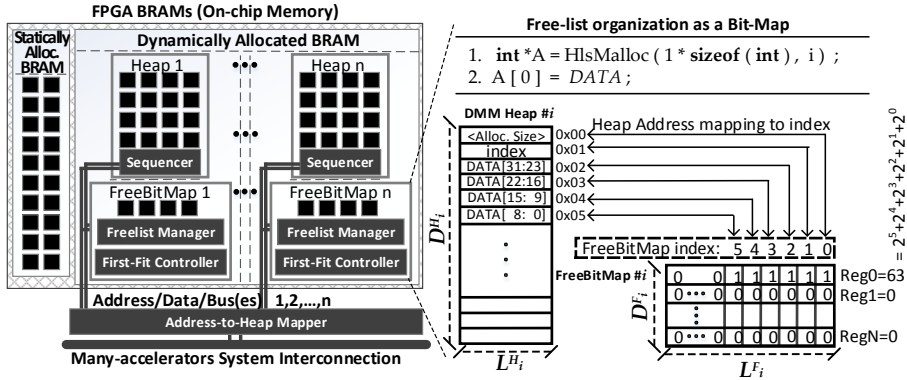 FPGA BRAMs (On-chip Memory)
Statically
Alloc.
BRAM
Dynamically Allocated BRAM
Heap 1
Heap n
Sequencer
Sequencer
FreeBitMap 1
FreeBitMap n
Freelist Manager
Freelist Manager
First-Fit Controller
First-Fit Controller
Address/Data/Bus(es) 1,2,...,n
Address-to-Heap Mapper
Many-accelerators System Interconnection
Free-list organization as a Bit-Map
1. int *A = HlsMalloc( 1* sizeof ( int ) , i ) ;
2. A [ 0 ] = DATA ;
DMM Heap #i
<Alloc. Size> 0x00
index 0x01
DATA[31:23] 0x02
DATA[22:16] 0x03
DATA[15: 9] 0x04
DATA[ 8: 0] 0x05
Heap Address mapping to index
D^H_i
L^H_i
FreeBitMap index: 5 4 3 2 1 0
FreeBitMap #i
0 0 1 1 1 1 1 1 Reg0=63
0 ••• 0 0 0 0 0 0 0 Reg1=0
0 ••• 0 0 0 0 0 0 0 RegN=0
D^F_i
L^F_i
= 2^5+2^4+2^3+2^2+2^1+2^0